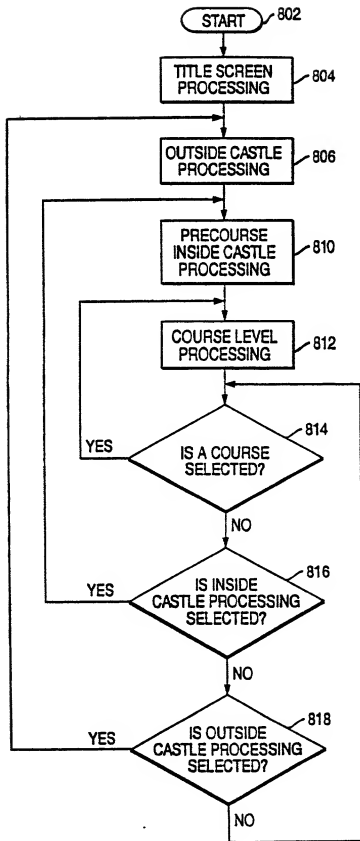 START
802
TITLE SCREEN
PROCESSING
804
OUTSIDE CASTLE
PROCESSING
806
PRECOURSE
INSIDE CASTLE
PROCESSING
810
COURSE LEVEL
PROCESSING
812
814
YES
IS A COURSE
SELECTED?
NO
816
YES
IS INSIDE
CASTLE PROCESSING
SELECTED?
NO
818
YES
IS OUTSIDE
CASTLE PROCESSING
SELECTED?
NO